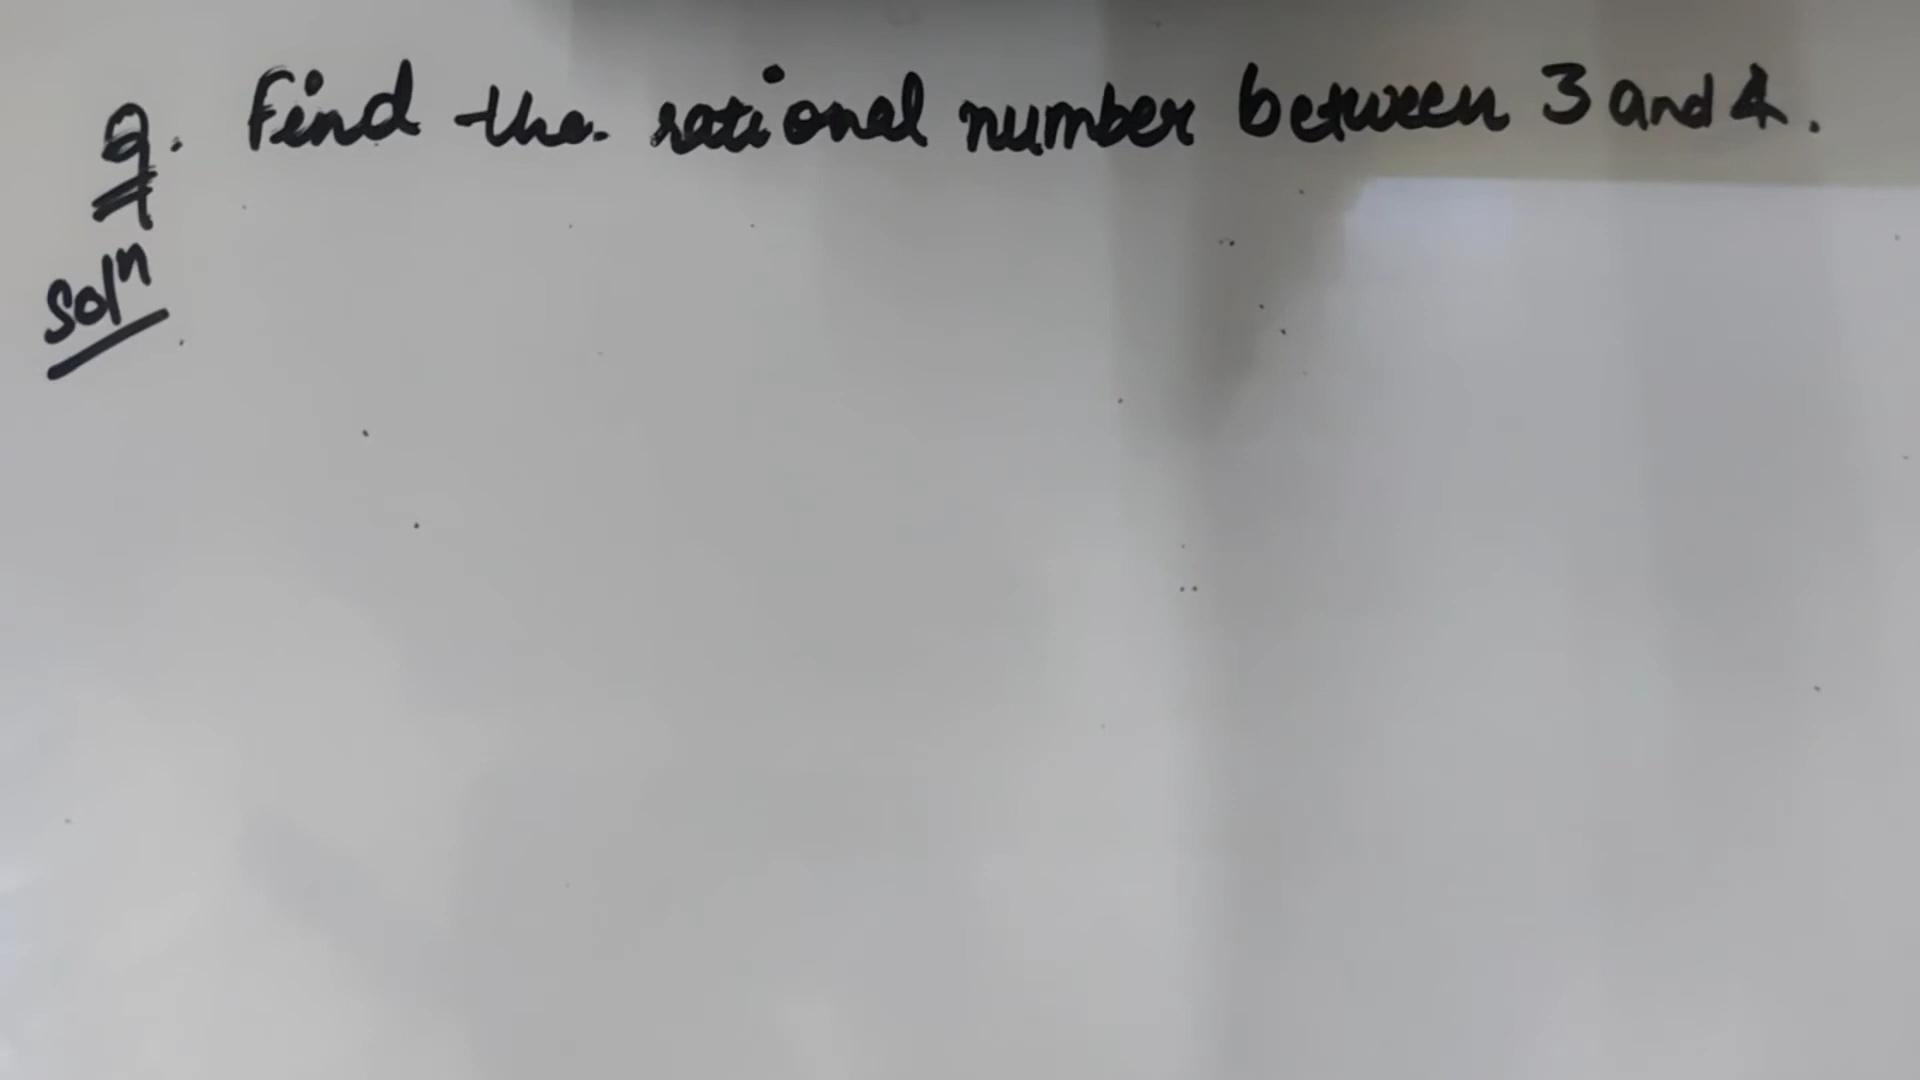 Q. Find the rational number between 3 and 4.
Solⁿ